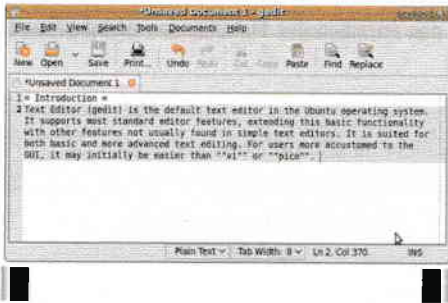 *Unsaved Document 1 - gedit
File Edit View Search Tools Documents Help
New Open Save Print... Undo Redo Cut Copy Paste Find Replace
*Unsaved Document 1
1 = Introduction =
2 Text Editor (gedit) is the default text editor in the Ubuntu operating system.
It supports most standard editor features, extending this basic functionality
with other features not usually found in simple text editors. It is suited for
both basic and more advanced text editing. For users more accustomed to the
GUI, it may initially be easier than ""vi"" or ""pico"".
Plain Text Tab Width: 8 Ln 2, Col 370 INS